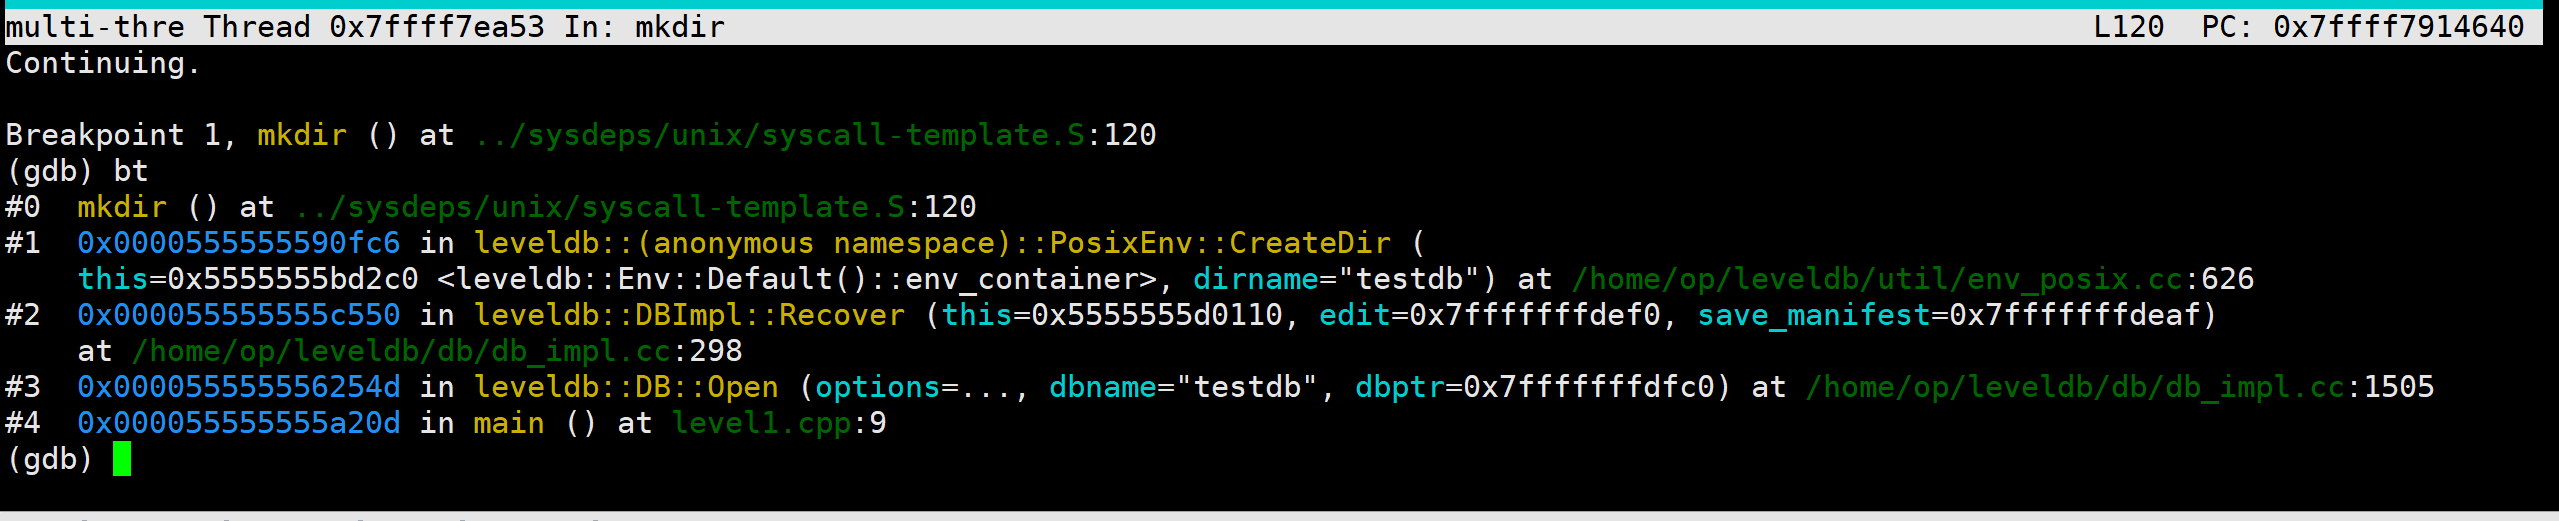 multi-thre Thread 0x7ffff7ea53 In: mkdir L120 PC: 0x7ffff7914640
Continuing.
Breakpoint 1, mkdir () at ../sysdeps/unix/syscall-template.S:120
(gdb) bt
#0 mkdir () at ../sysdeps/unix/syscall-template.S:120
#1 0x0000555555590fc6 in leveldb::(anonymous namespace)::PosixEnv::CreateDir (
this=0x5555555bd2c0 <leveldb::Env::Default()::env_container>, dirname="testdb") at /home/op/leveldb/util/env_posix.cc:626
#2 0x000055555555c550 in leveldb::DBImpl::Recover (this=0x5555555d0110, edit=0x7fffffffdef0, save_manifest=0x7fffffffdeaf)
at /home/op/leveldb/db/db_impl.cc:298
#3 0x000055555556254d in leveldb::DB::Open (options=..., dbname="testdb", dbptr=0x7fffffffdfc0) at /home/op/leveldb/db/db_impl.cc:1505
#4 0x000055555555a20d in main () at level1.cpp:9
(gdb)